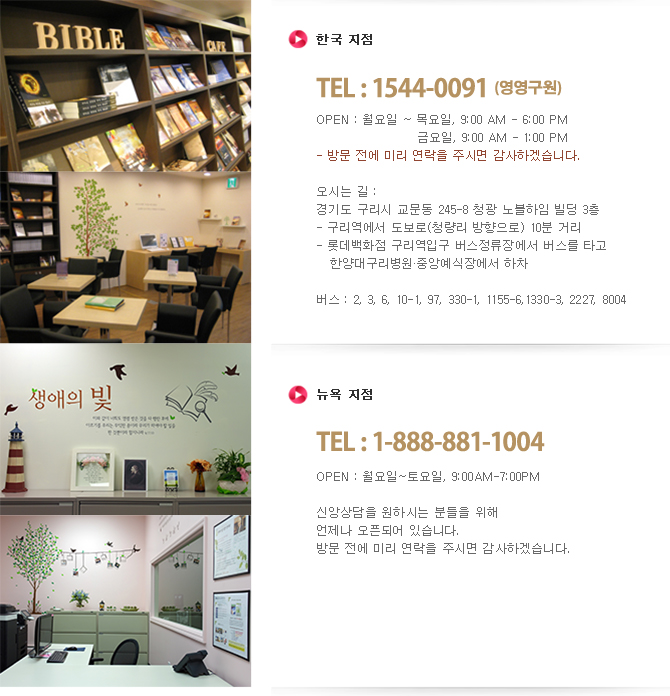 BIBLE
CAFE
한국 지점
TEL : 1544-0091 (영영구원)
OPEN : 월요일 ~ 목요일, 9:00 AM - 6:00 PM
금요일, 9:00 AM - 1:00 PM
- 방문 전에 미리 연락을 주시면 감사하겠습니다.
오시는 길 :
경기도 구리시 교문동 245-8 청광 노블하임 빌딩 3층
- 구리역에서 도보로(청량리 방향으로) 10분 거리
- 롯데백화점 구리역입구 버스정류장에서 버스를 타고
한양대구리병원·중앙예식장에서 하차
버스 : 2, 3, 6, 10-1, 97, 330-1, 1155-6,1330-3, 2227, 8004
생애의 빛
뉴욕 지점
TEL : 1-888-881-1004
OPEN : 월요일~토요일, 9:00AM-7:00PM
신앙상담을 원하시는 분들을 위해
언제나 오픈되어 있습니다.
방문 전에 미리 연락을 주시면 감사하겠습니다.